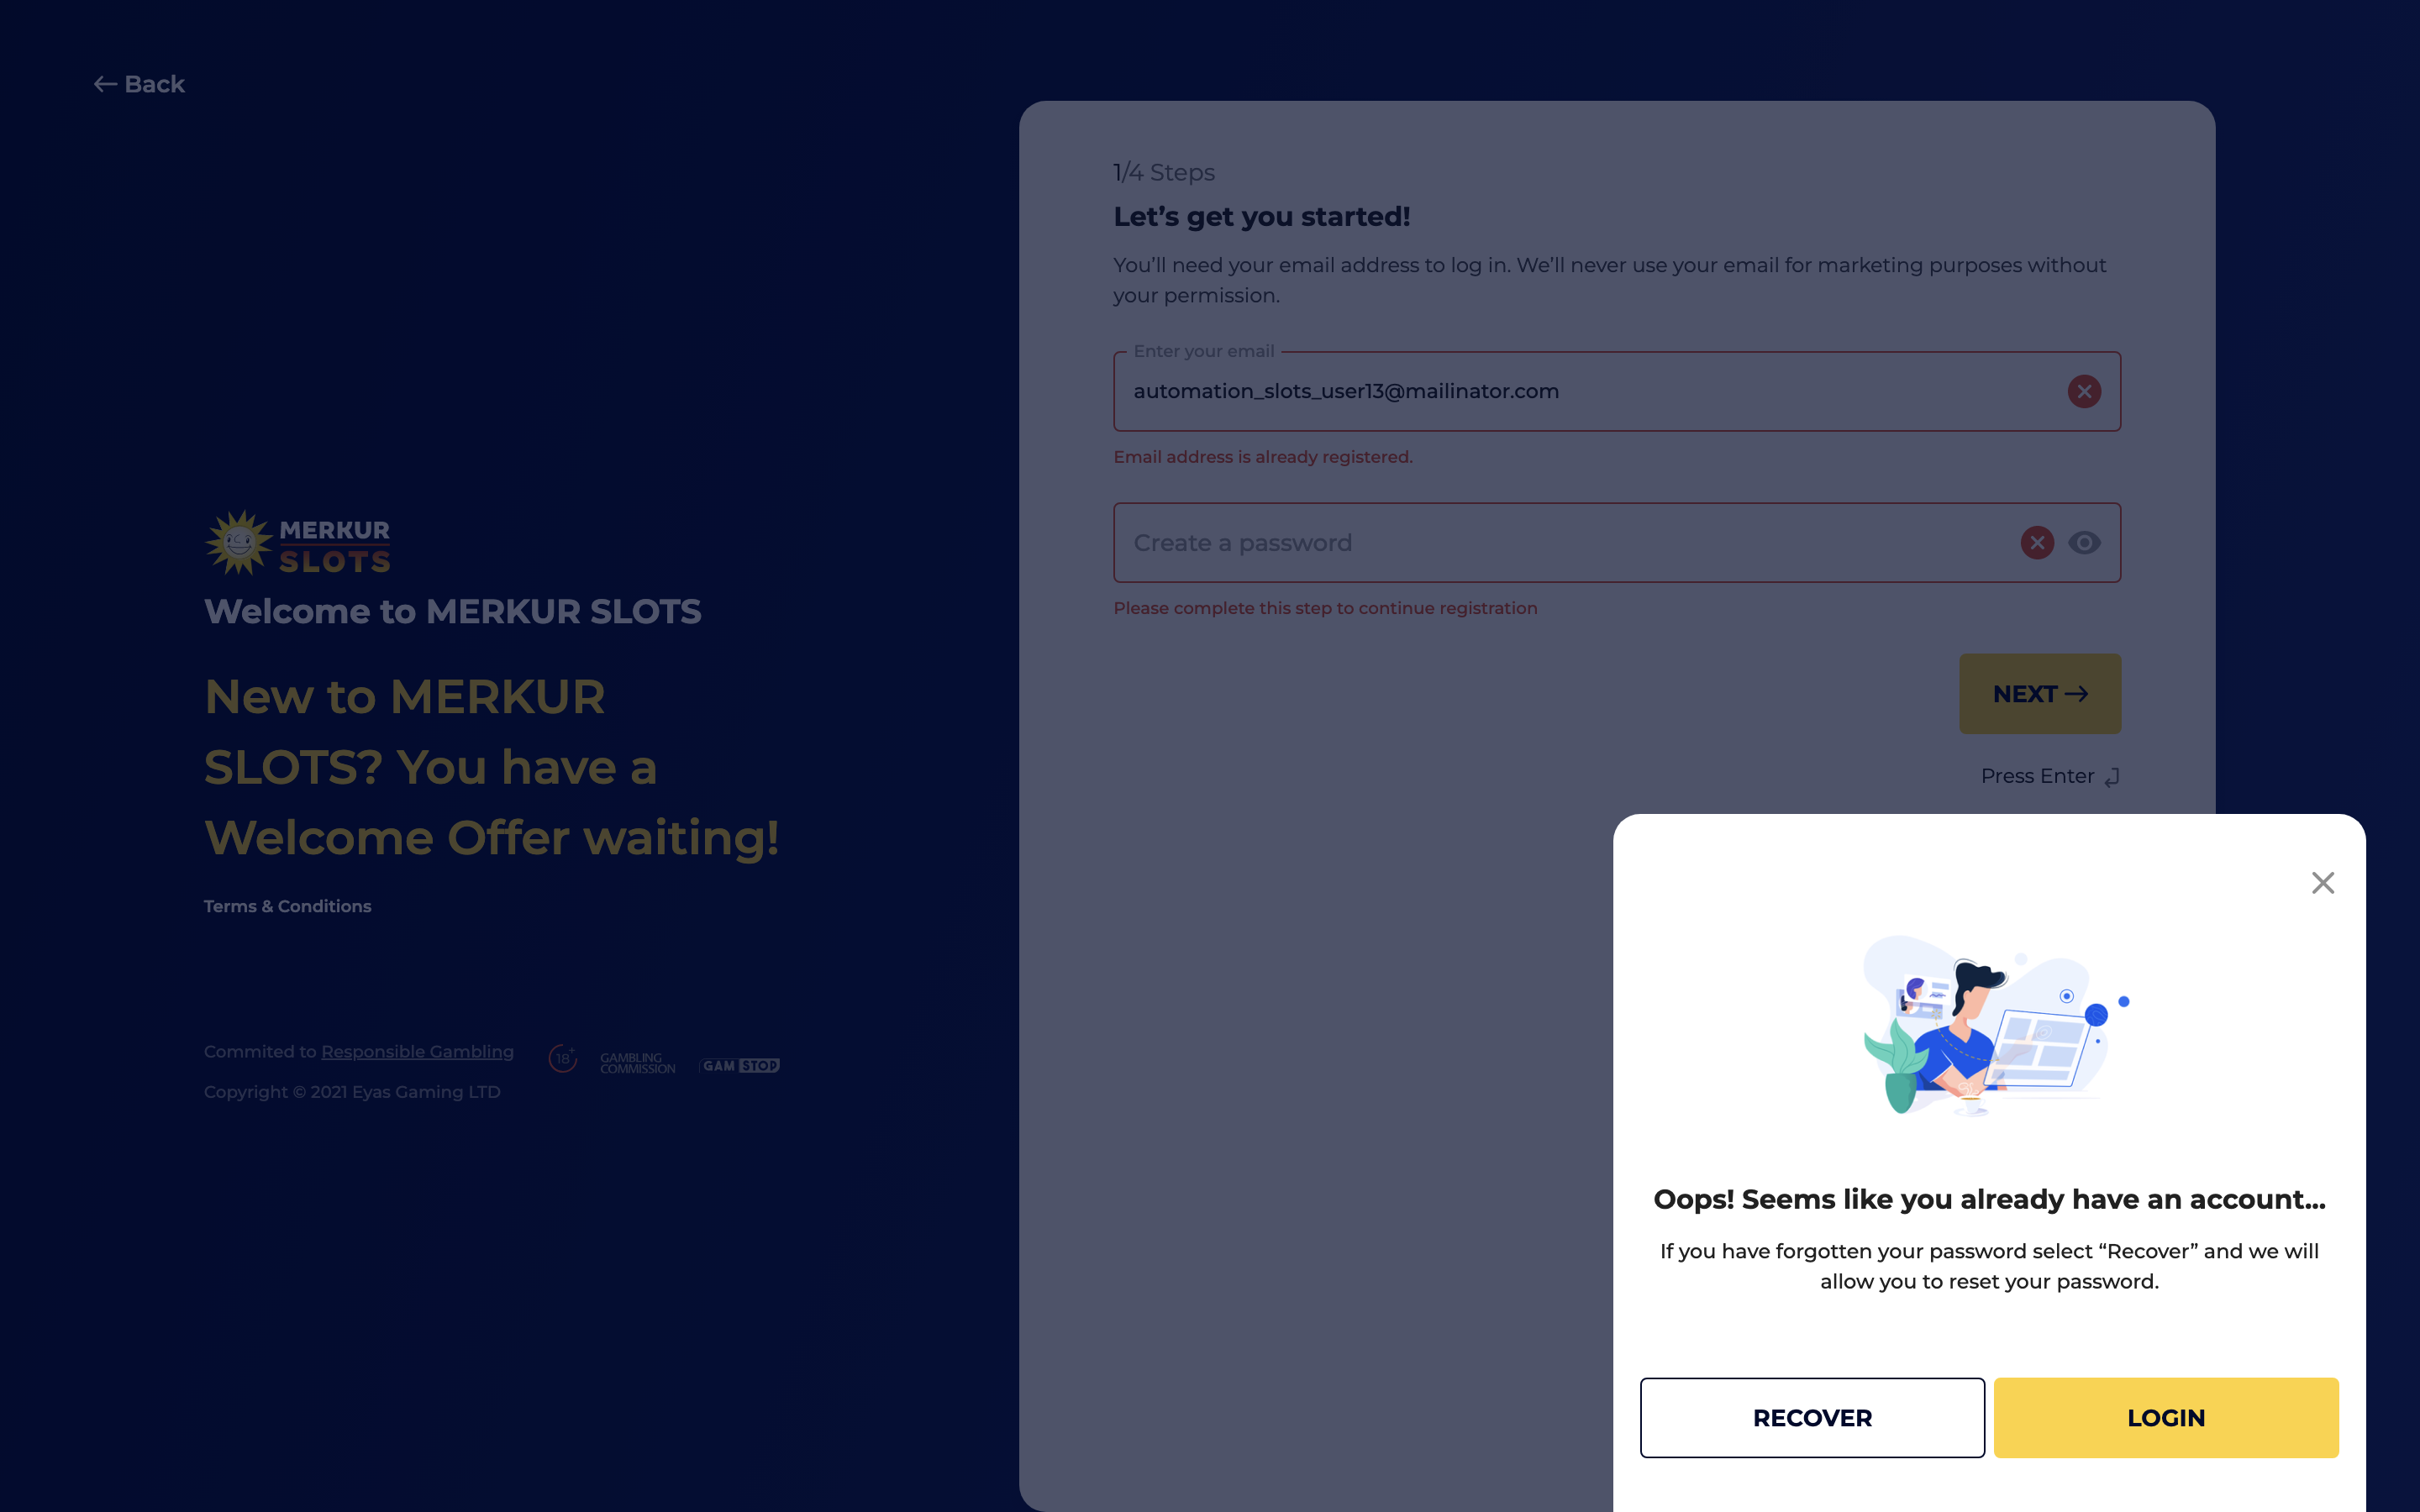 Back
1/4 Steps
Let’s get you started!
You’ll need your email address to log in. We’ll never use your email for marketing purposes without
your permission.
Enter your email
automation_slots_user13@mailinator.com
Email address is already registered.
Create a password
Please complete this step to continue registration
NEXT
Press Enter
MERKUR
SLOTS
Welcome to MERKUR SLOTS
New to MERKUR
SLOTS? You have a
Welcome Offer waiting!
Terms & Conditions
Commited to Responsible Gambling
18+
GAMBLING
COMMISSION
GAMSTOP
Copyright © 2021 Eyas Gaming LTD
Oops! Seems like you already have an account...
If you have forgotten your password select “Recover” and we will
allow you to reset your password.
RECOVER
LOGIN